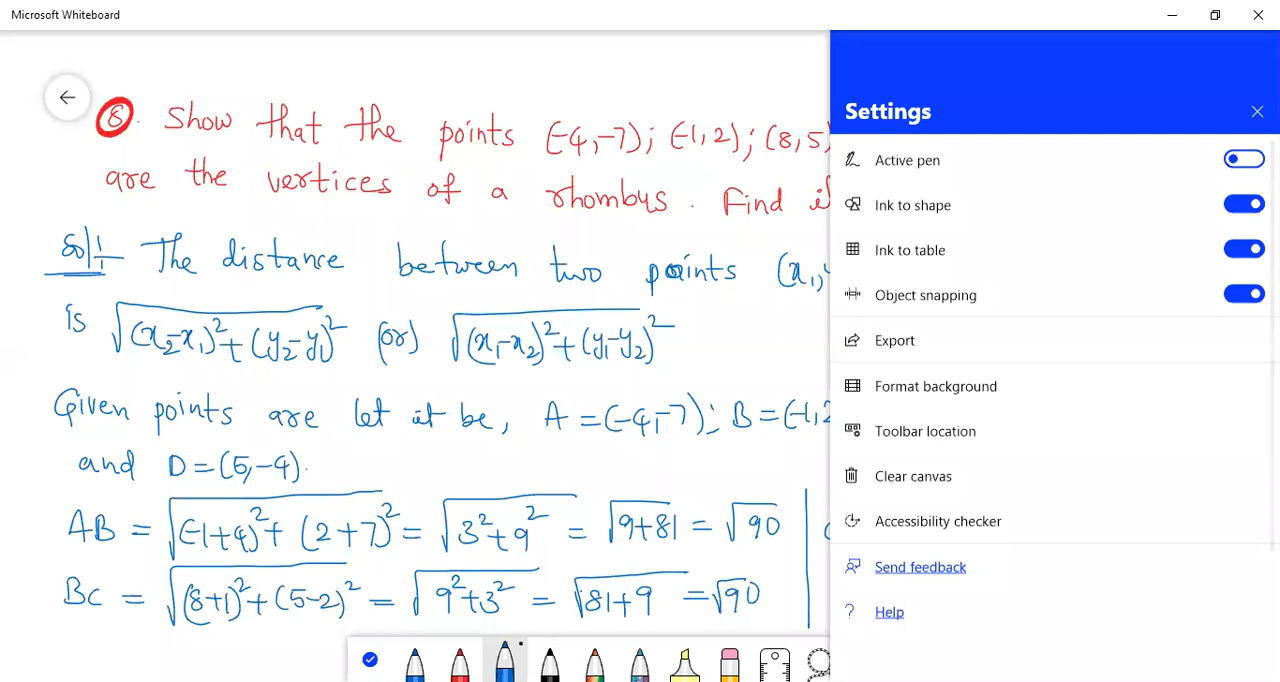 Microsoft Whiteboard
8. Show that the points (-4,-7); (-1,2); (8,5)
are the vertices of a rhombus. Find
Sol:- The distance between two points (x₁,
is √(x₂-x₁)²+(y₂-y₁)² (or) √(x₁-x₂)²+(y₁-y₂)²
Given points are let it be, A=(-4,-7); B=(-1,2
and D=(5,-4).
AB = √(-1+4)²+(2+7)² = √3²+9² = √9+81 = √90
BC = √(8+1)²+(5-2)² = √9²+3² = √81+9 = √90
Settings
Active pen
Ink to shape
Ink to table
Object snapping
Export
Format background
Toolbar location
Clear canvas
Accessibility checker
Send feedback
Help